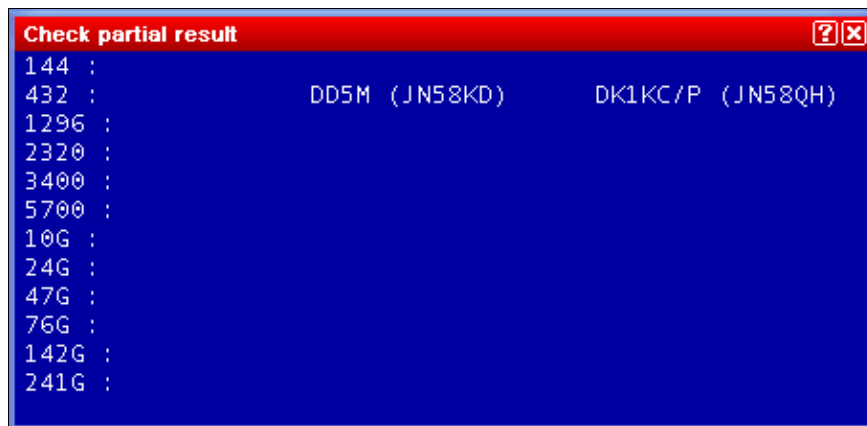 Check partial result
144 :
432 : DD5M (JN58KD) DK1KC/P (JN58QH)
1296 :
2320 :
3400 :
5700 :
10G :
24G :
47G :
76G :
142G :
241G :